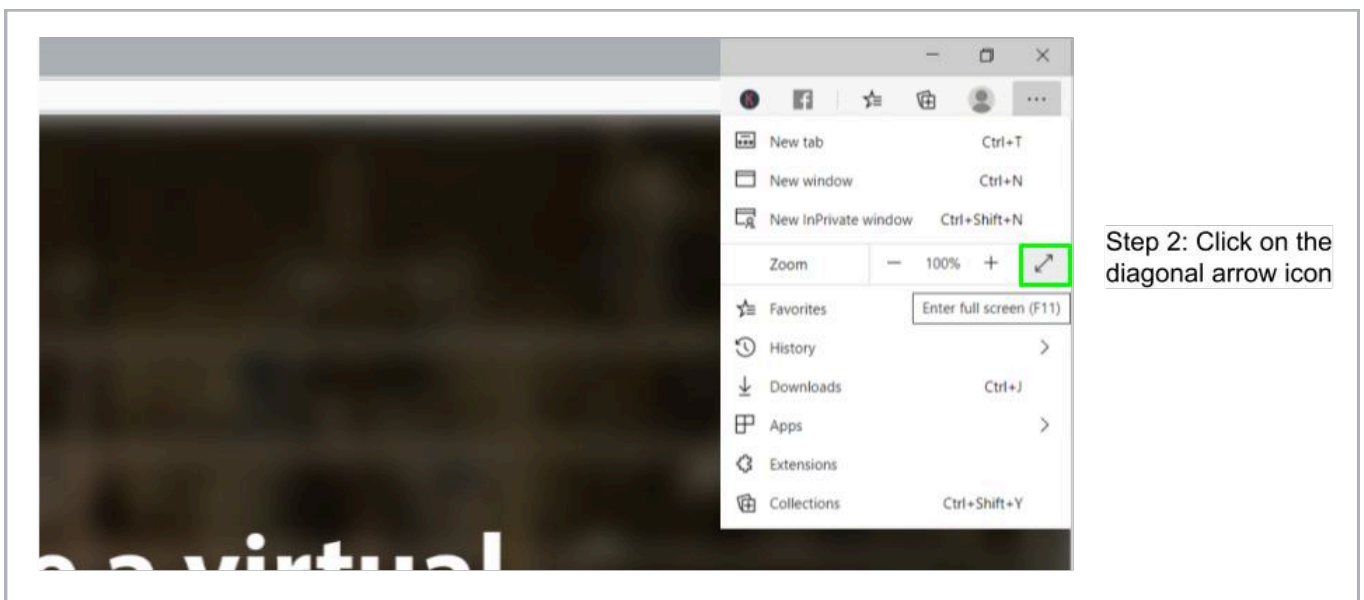 New tab Ctrl+T
New window Ctrl+N
New InPrivate window Ctrl+Shift+N
Zoom — 100% +
Favorites Enter full screen (F11)
History
Downloads Ctrl+J
Apps
Extensions
Collections Ctrl+Shift+Y
Step 2: Click on the
diagonal arrow icon
a virtual